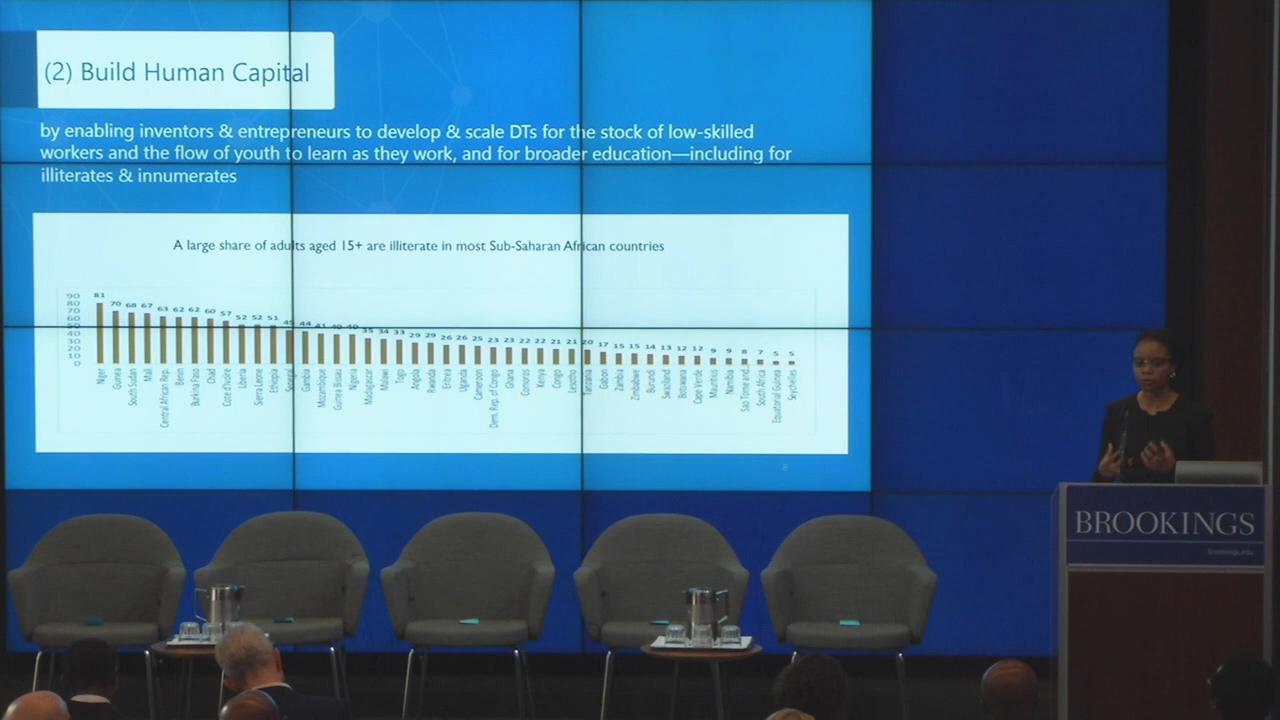 (2) Build Human Capital
by enabling inventors & entrepreneurs to develop & scale DTs for the stock of low-skilled
workers and the flow of youth to learn as they work, and for broader education—including for
illiterates & innumerates
A large share of adults aged 15+ are illiterate in most Sub-Saharan African countries
90
80
70
60
50
40
30
20
10
0
81 70 68 67 63 62 62 60 57 52 52 51 45 44 41 40 40 35 34 33 29 29 26 26 25 23 23 22 22 21 21 20 17 15 15 14 13 12 12 9 9 8 7 5 5
Niger
Guinea
South Sudan
Mali
Central African Rep.
Benin
Burkina Faso
Chad
Cote d'Ivoire
Liberia
Sierra Leone
Ethiopia
Senegal
Gambia
Mozambique
Guinea Bissau
Nigeria
Madagascar
Malawi
Togo
Angola
Rwanda
Eritrea
Uganda
Cameroon
Dem. Rep. of Congo
Ghana
Comoros
Kenya
Congo
Lesotho
Tanzania
Gabon
Zambia
Zimbabwe
Burundi
Swaziland
Botswana
Cape Verde
Mauritius
Namibia
Sao Tome and...
South Africa
Equatorial Guinea
Seychelles
8
BROOKINGS
brookings.edu